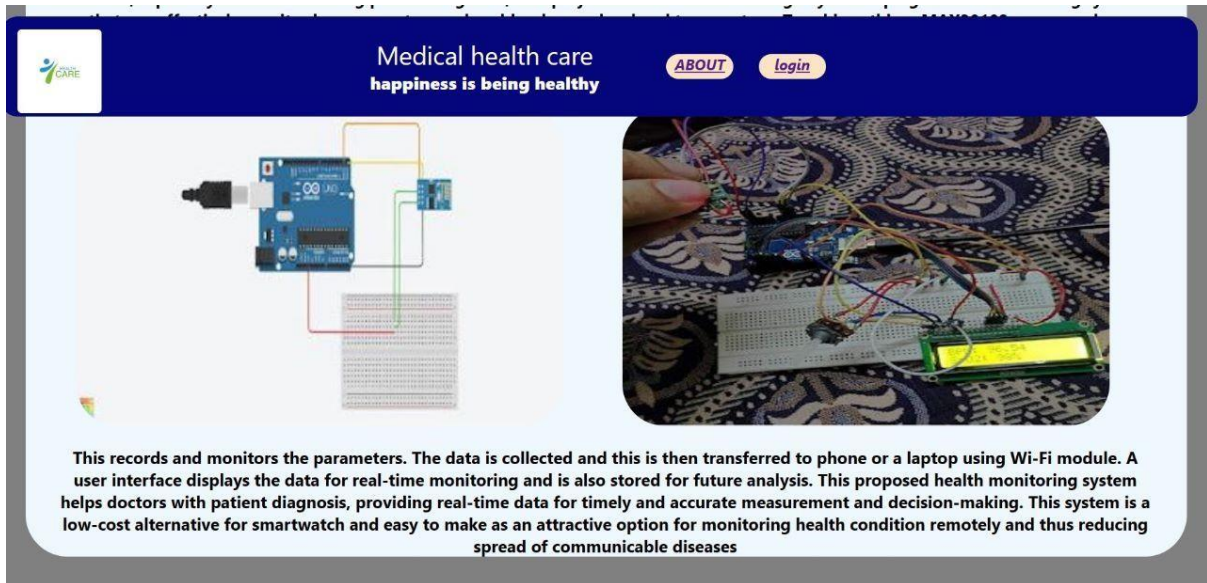 HEALTH
CARE
Medical health care
happiness is being healthy
ABOUT
login
UNO
This records and monitors the parameters. The data is collected and this is then transferred to phone or a laptop using Wi-Fi module. A
user interface displays the data for real-time monitoring and is also stored for future analysis. This proposed health monitoring system
helps doctors with patient diagnosis, providing real-time data for timely and accurate measurement and decision-making. This system is a
low-cost alternative for smartwatch and easy to make as an attractive option for monitoring health condition remotely and thus reducing
spread of communicable diseases